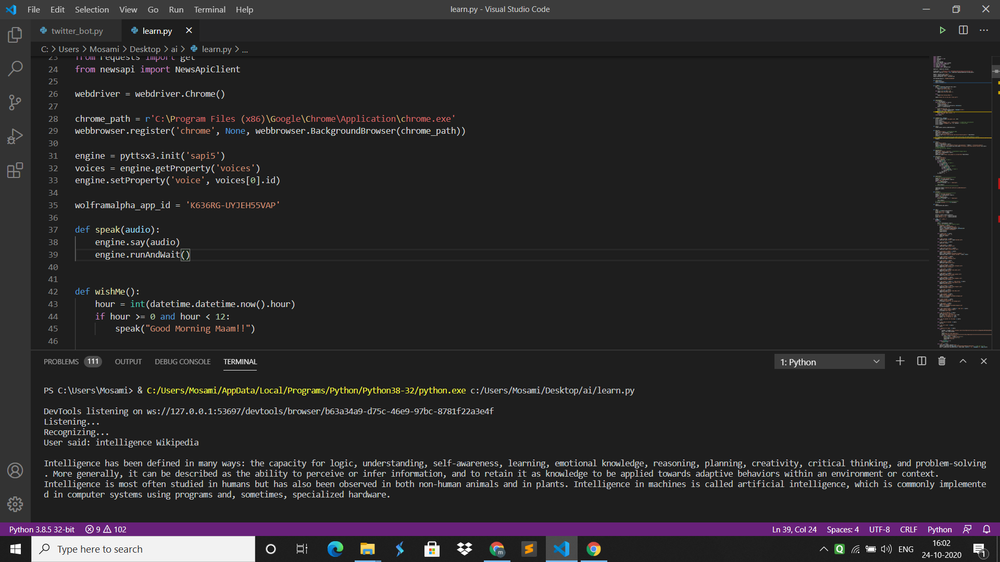 File Edit Selection View Go Run Terminal Help
learn.py - Visual Studio Code
twitter_bot.py
learn.py
C: > Users > Mosami > Desktop > ai > learn.py > ...
23 from requests import get
24 from newsapi import NewsApiClient
25
26 webdriver = webdriver.Chrome()
27
28 chrome_path = r'C:\Program Files (x86)\Google\Chrome\Application\chrome.exe'
29 webbrowser.register('chrome', None, webbrowser.BackgroundBrowser(chrome_path))
30
31 engine = pyttsx3.init('sapi5')
32 voices = engine.getProperty('voices')
33 engine.setProperty('voice', voices[0].id)
34
35 wolframalpha_app_id = 'K636RG-UYJEH55VAP'
36
37 def speak(audio):
38 engine.say(audio)
39 engine.runAndWait()
40
41
42 def wishMe():
43 hour = int(datetime.datetime.now().hour)
44 if hour >= 0 and hour < 12:
45 speak("Good Morning Maam!!")
46
PROBLEMS 111 OUTPUT DEBUG CONSOLE TERMINAL
1: Python
PS C:\Users\Mosami> & C:/Users/Mosami/AppData/Local/Programs/Python/Python38-32/python.exe c:/Users/Mosami/Desktop/ai/learn.py
DevTools listening on ws://127.0.0.1:53697/devtools/browser/b63a34a9-d75c-46e9-97bc-8781f22a3e4f
Listening...
Recognizing...
User said: intelligence Wikipedia
Intelligence has been defined in many ways: the capacity for logic, understanding, self-awareness, learning, emotional knowledge, reasoning, planning, creativity, critical thinking, and problem-solving
. More generally, it can be described as the ability to perceive or infer information, and to retain it as knowledge to be applied towards adaptive behaviors within an environment or context.
Intelligence is most often studied in humans but has also been observed in both non-human animals and in plants. Intelligence in machines is called artificial intelligence, which is commonly implemente
d in computer systems using programs and, sometimes, specialized hardware.
Python 3.8.5 32-bit 9 102
Ln 39, Col 24 Spaces: 4 UTF-8 CRLF Python
Type here to search
ENG
16:02
24-10-2020
1